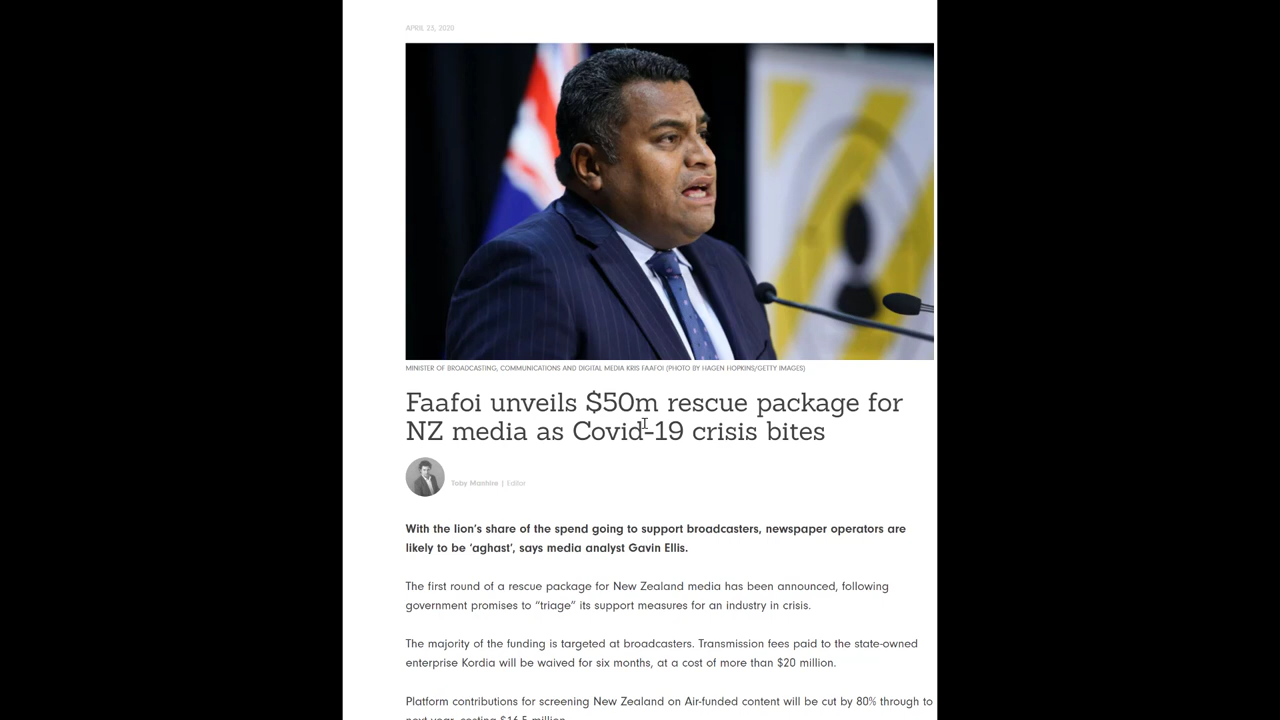 APRIL 23, 2020
MINISTER OF BROADCASTING, COMMUNICATIONS AND DIGITAL MEDIA KRIS FAAFOI (PHOTO BY HAGEN HOPKINS/GETTY IMAGES)
Faafoi unveils $50m rescue package for
NZ media as Covid-19 crisis bites
Toby Manhire | Editor
With the lion's share of the spend going to support broadcasters, newspaper operators are
likely to be ‘aghast’, says media analyst Gavin Ellis.
The first round of a rescue package for New Zealand media has been announced, following
government promises to “triage” its support measures for an industry in crisis.
The majority of the funding is targeted at broadcasters. Transmission fees paid to the state-owned
enterprise Kordia will be waived for six months, at a cost of more than $20 million.
Platform contributions for screening New Zealand on Air-funded content will be cut by 80% through to
next year, costing $16.5 million.